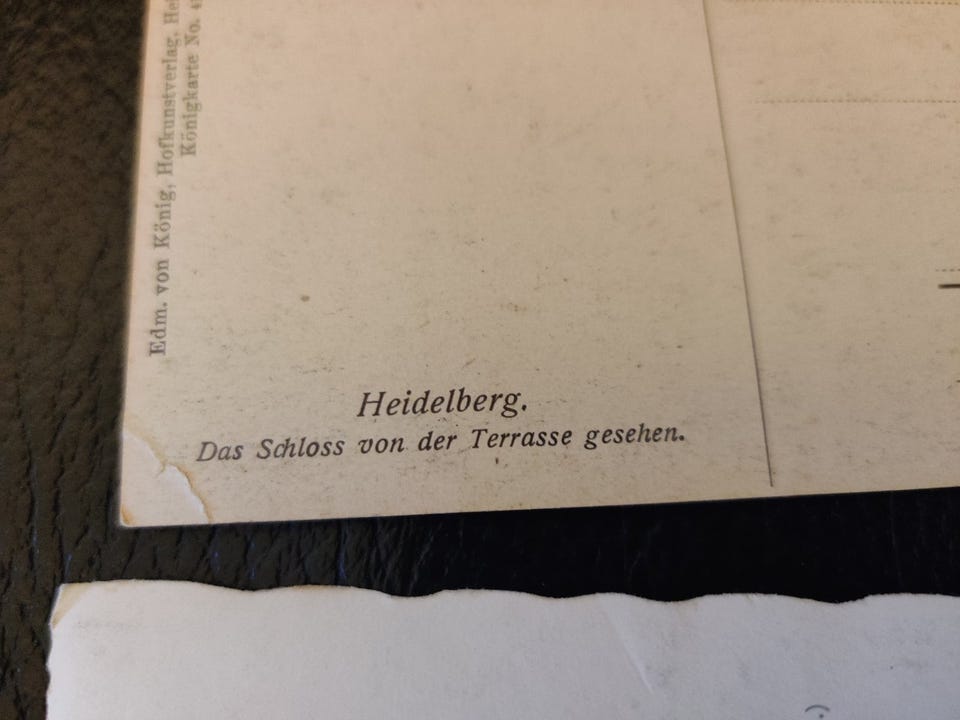 Edm. von König, Hofkunstverlag,
Königkarte No.
Heidelberg.
Das Schloss von der Terrasse gesehen.